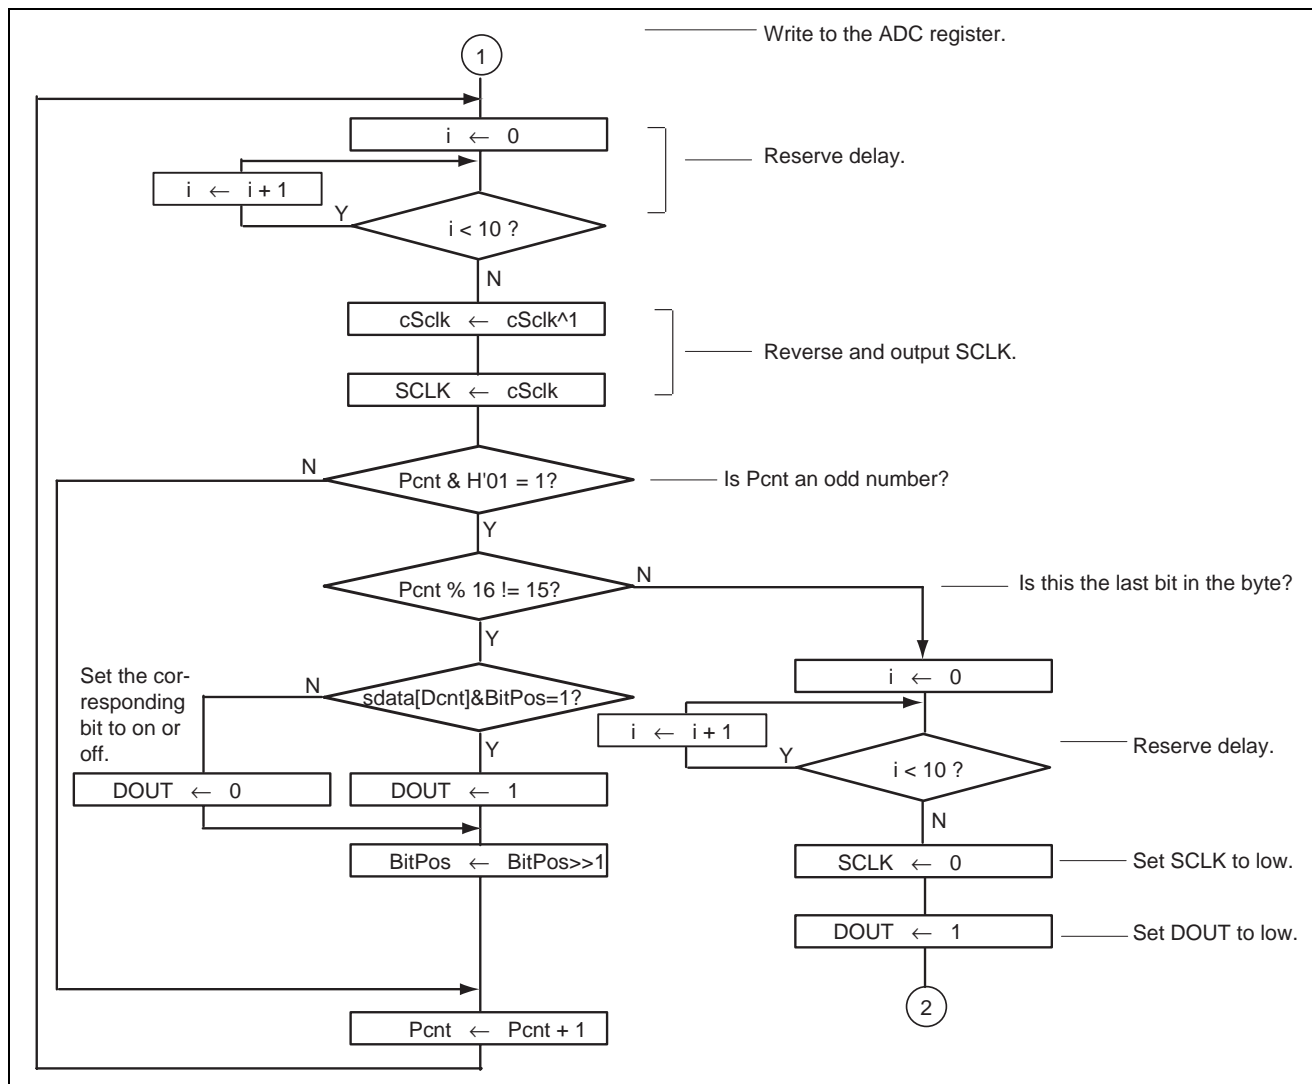 Write to the ADC register.
1
i ← 0
Reserve delay.
i ← i + 1
Y
i < 10 ?
N
cSclk ← cSclk^1
Reverse and output SCLK.
SCLK ← cSclk
N
Pcnt & H'01 = 1?
Is Pcnt an odd number?
Y
Pcnt % 16 != 15?
N
Is this the last bit in the byte?
Y
Set the cor-
responding
bit to on or
off.
N
sdata[Dcnt]&BitPos=1?
Y
i ← 0
i ← i + 1
Y
i < 10 ?
Reserve delay.
N
DOUT ← 0
DOUT ← 1
BitPos ← BitPos>>1
SCLK ← 0
Set SCLK to low.
DOUT ← 1
Set DOUT to low.
2
Pcnt ← Pcnt + 1